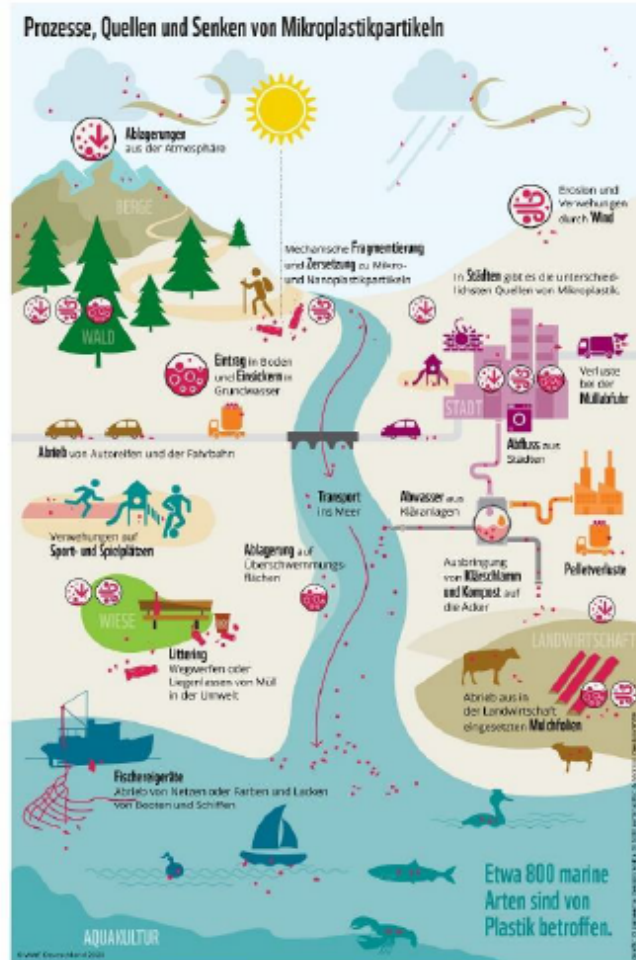 Prozesse, Quellen und Senken von Mikroplastikpartikeln
Ablagerungen
aus der Atmosphäre
BERGE
Erosion und
Verwehungen
durch Wind
Mechanische Fragmentierung
und Zersetzung zu Mikro-
und Nanoplastikpartikeln
In Städten gibt es die unterschied-
lichsten Quellen von Mikroplastik.
WALD
Eintrag in Boden
und Einsickern in
Grundwasser
STADT
Verluste
bei der
Müllabfuhr
Abrieb von Autoreifen und der Fahrbahn
Abfluss aus
Städten
Transport
ins Meer
Abwasser aus
Kläranlagen
Verwehungen auf
Sport- und Spielplätzen
Ablagerung auf
Überschwemmungs-
flächen
Ausbringung
von Klärschlamm
und Kompost auf
die Äcker
Pelletverluste
WIESE
LANDWIRTSCHAFT
Littering
Wegwerfen oder
Liegenlassen von Müll
in der Umwelt
Abrieb aus in
der Landwirtschaft
eingesetzten Mulchfolien
Fischereigeräte
Abrieb von Netzen oder Farben und Lacken
von Booten und Schiffen
Etwa 800 marine
Arten sind von
Plastik betroffen.
AQUAKULTUR